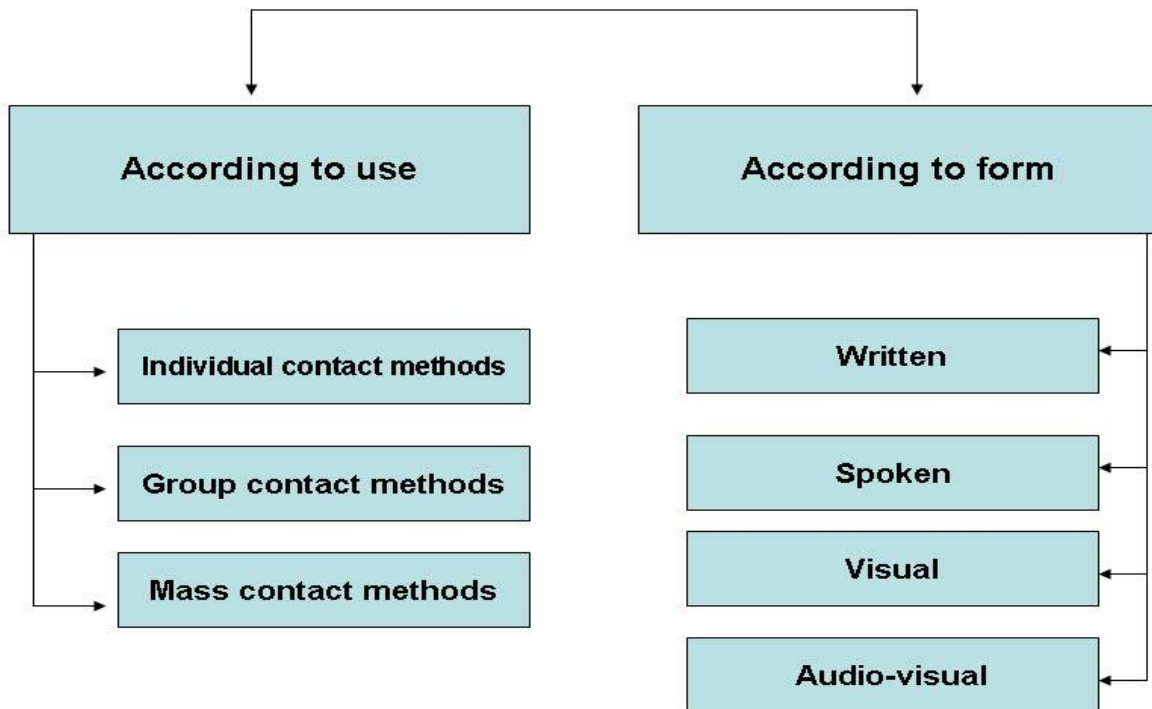 According to use
According to form
Individual contact methods
Group contact methods
Mass contact methods
Written
Spoken
Visual
Audio-visual